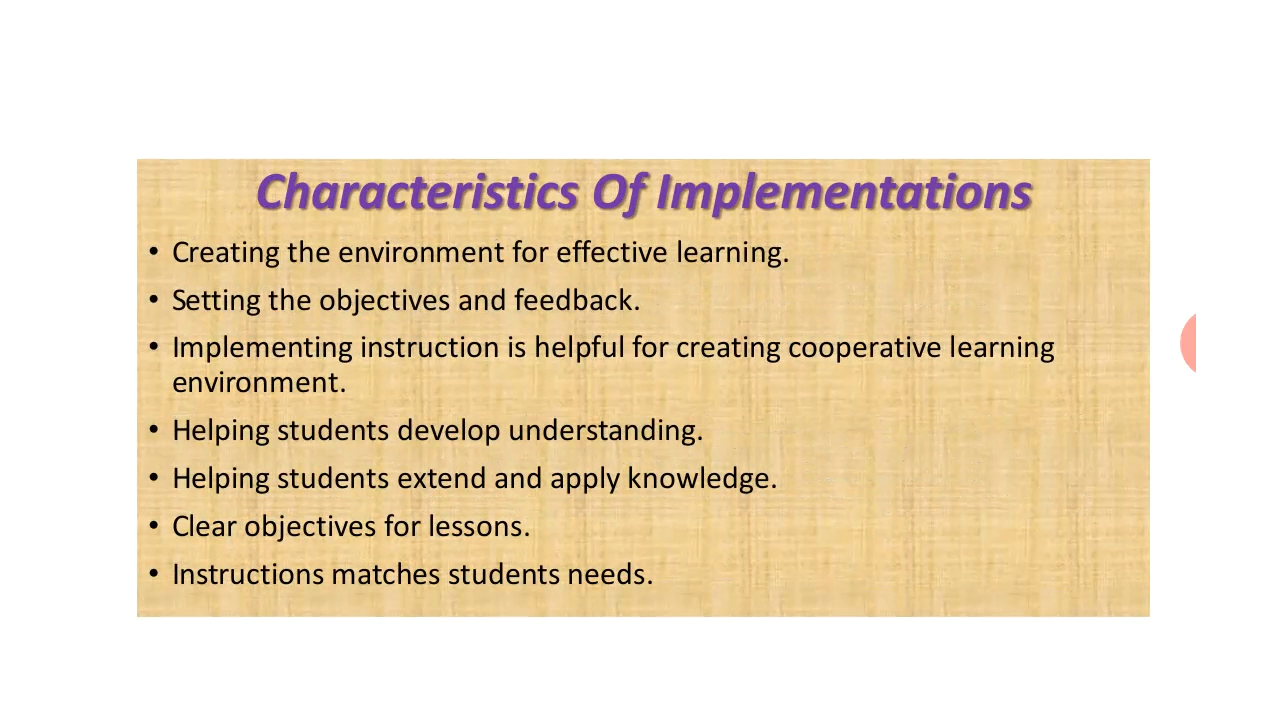 Characteristics Of Implementations
• Creating the environment for effective learning.
• Setting the objectives and feedback.
• Implementing instruction is helpful for creating cooperative learning
environment.
• Helping students develop understanding.
• Helping students extend and apply knowledge.
• Clear objectives for lessons.
• Instructions matches students needs.